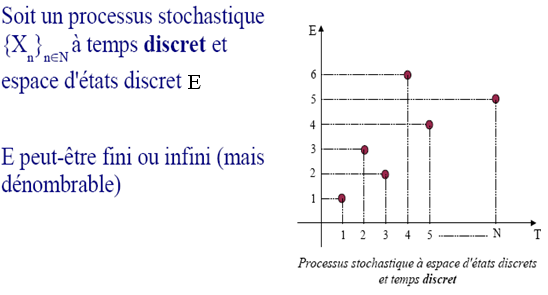 Soit un processus stochastique
{Xn}n∈N à temps discret et
espace d'états discret E
E peut-être fini ou infini (mais
dénombrable)
E
6
5
4
3
2
1
1 2 3 4 5 N T
Processus stochastique à espace d'états discrets
et temps discret